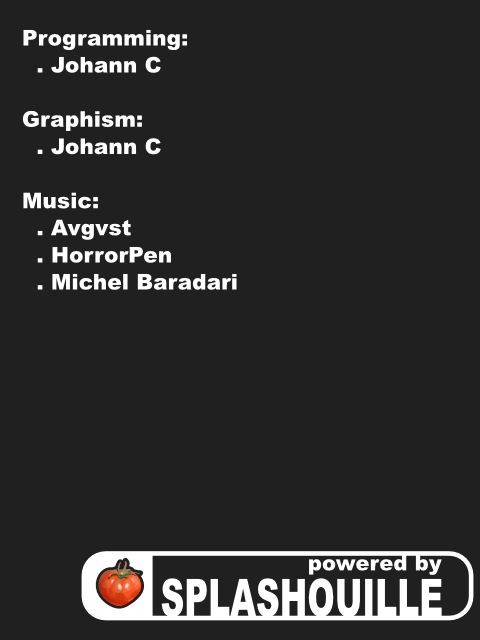 Programming:
. Johann C
Graphism:
. Johann C
Music:
. Avgvst
. HorrorPen
. Michel Baradari
powered by
SPLASHOUILLE